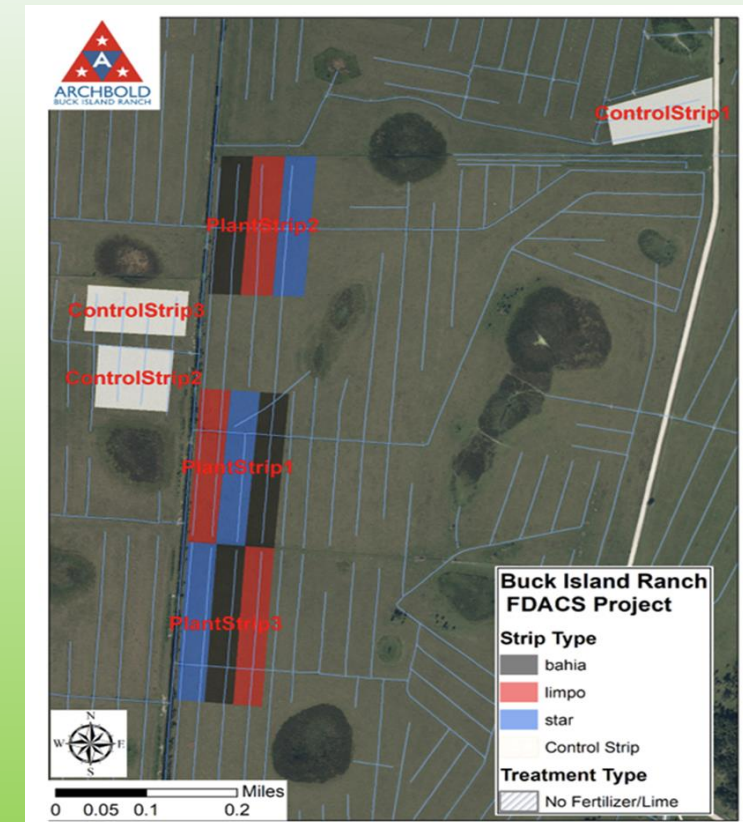 A
ARCHBOLD
BUCK ISLAND RANCH
ControlStrip1
PlantStrip2
ControlStrip3
ControlStrip2
PlantStrip1
PlantStrip3
Buck Island Ranch
FDACS Project
Strip Type
bahia
limpo
star
Control Strip
Treatment Type
No Fertilizer/Lime
N
W E
S
Miles
0 0.05 0.1 0.2